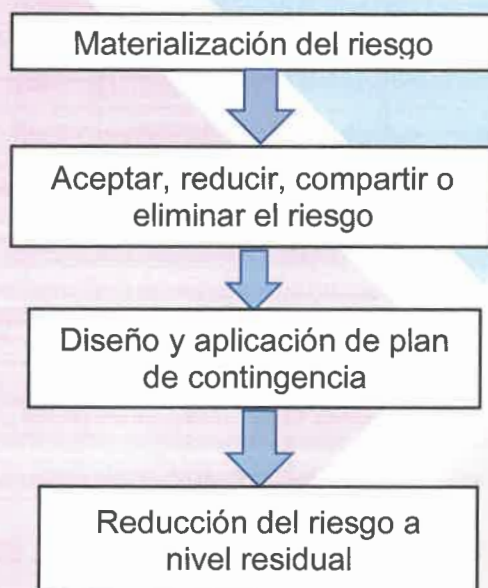 Materialización del riesgo
Aceptar, reducir, compartir o
eliminar el riesgo
Diseño y aplicación de plan
de contingencia
Reducción del riesgo a
nivel residual